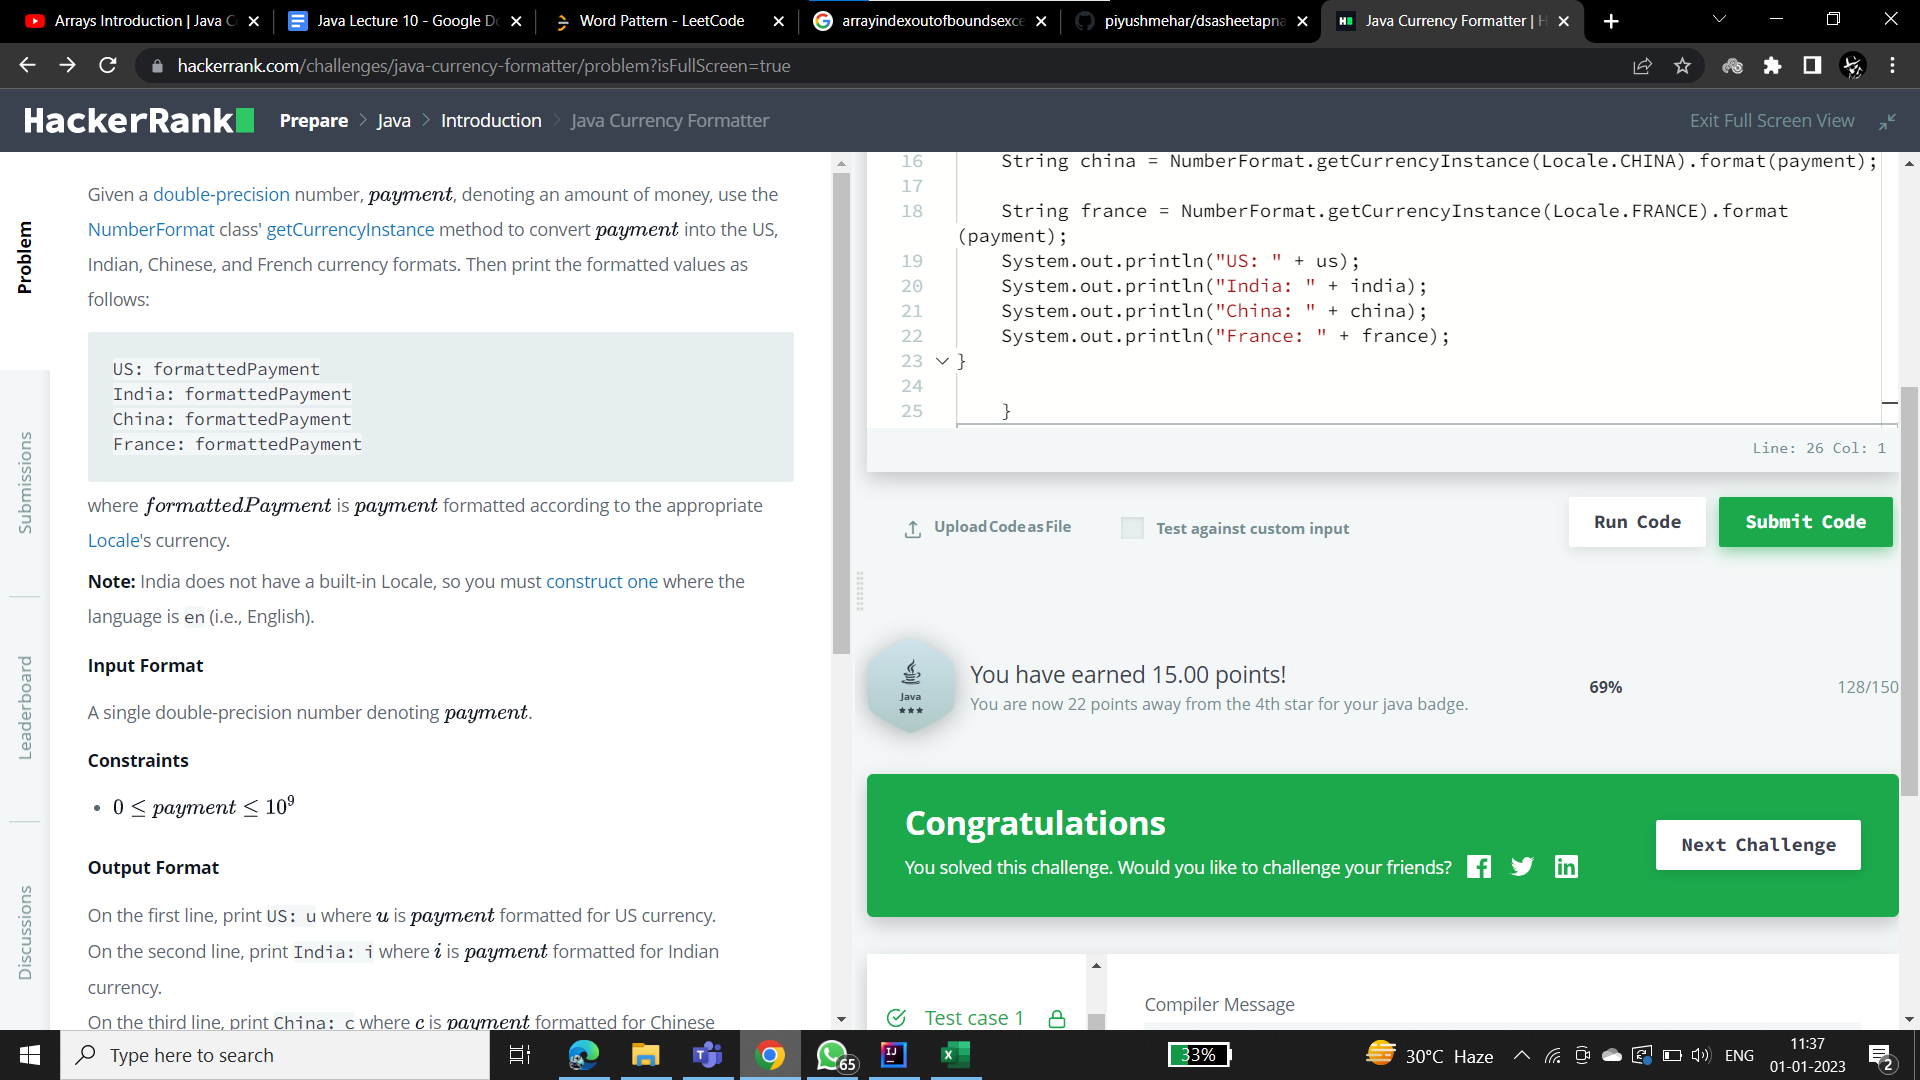 Arrays Introduction | Java C
Java Lecture 10 - Google Do
Word Pattern - LeetCode
arrayindexoutofboundsexce
piyushmehar/dsasheetapna
Java Currency Formatter | H
hackerrank.com/challenges/java-currency-formatter/problem?isFullScreen=true
HackerRank
Prepare > Java > Introduction > Java Currency Formatter
Exit Full Screen View
Problem
Submissions
Leaderboard
Discussions
Given a double-precision number, payment, denoting an amount of money, use the
NumberFormat class' getCurrencyInstance method to convert payment into the US,
Indian, Chinese, and French currency formats. Then print the formatted values as
follows:
US: formattedPayment
India: formattedPayment
China: formattedPayment
France: formattedPayment
where formattedPayment is payment formatted according to the appropriate
Locale's currency.
Note: India does not have a built-in Locale, so you must construct one where the
language is en (i.e., English).
Input Format
A single double-precision number denoting payment.
Constraints
• 0 ≤ payment ≤ 10⁹
Output Format
On the first line, print US: u where u is payment formatted for US currency.
On the second line, print India: i where i is payment formatted for Indian
currency.
On the third line, print China: c where c is payment formatted for Chinese
16 String china = NumberFormat.getCurrencyInstance(Locale.CHINA).format(payment);
17
18 String france = NumberFormat.getCurrencyInstance(Locale.FRANCE).format
(payment);
19 System.out.println("US: " + us);
20 System.out.println("India: " + india);
21 System.out.println("China: " + china);
22 System.out.println("France: " + france);
23 }
24
25 }
Line: 26 Col: 1
Upload Code as File
Test against custom input
Run Code
Submit Code
Java
You have earned 15.00 points!
You are now 22 points away from the 4th star for your java badge.
69%
128/150
Congratulations
You solved this challenge. Would you like to challenge your friends?
Next Challenge
Test case 1
Compiler Message
Type here to search
65
33%
30°C Haze
ENG
11:37
01-01-2023
2